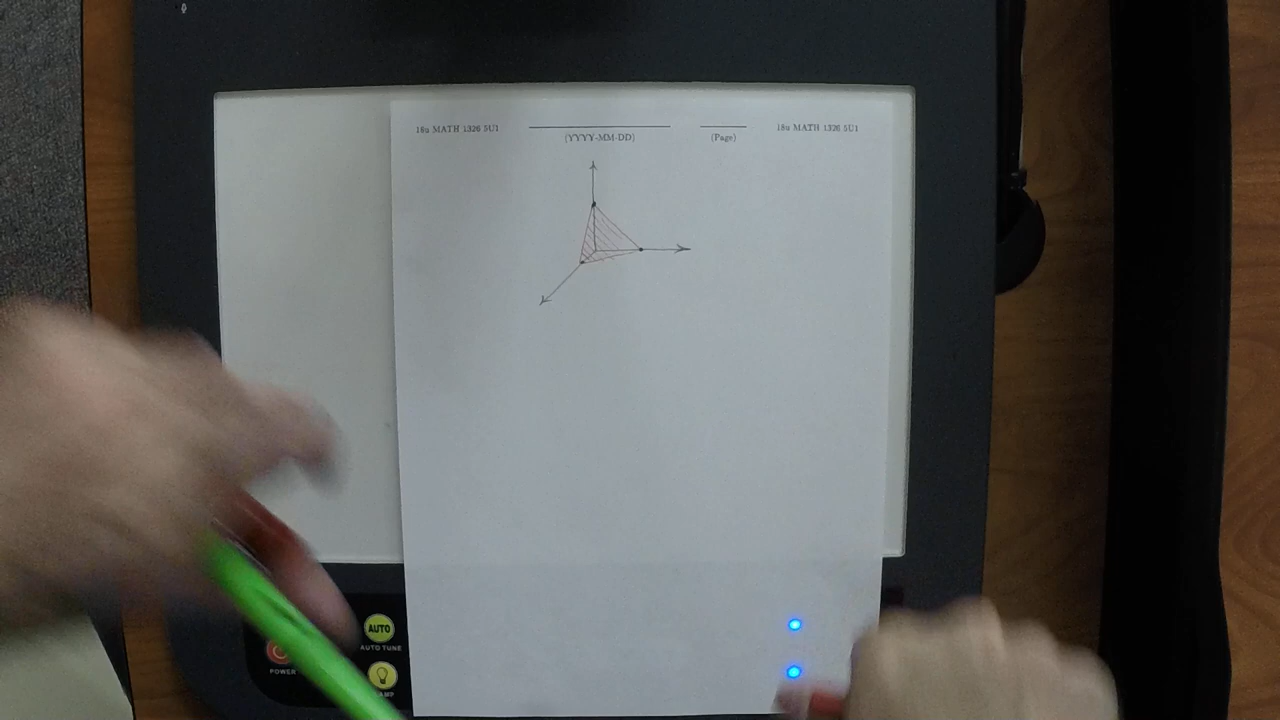 18u MATH 1326 5U1 18u MATH 1326 5U1
(YYYY-MM-DD) (Page)
AUTO
AUTO TUNE
POWER